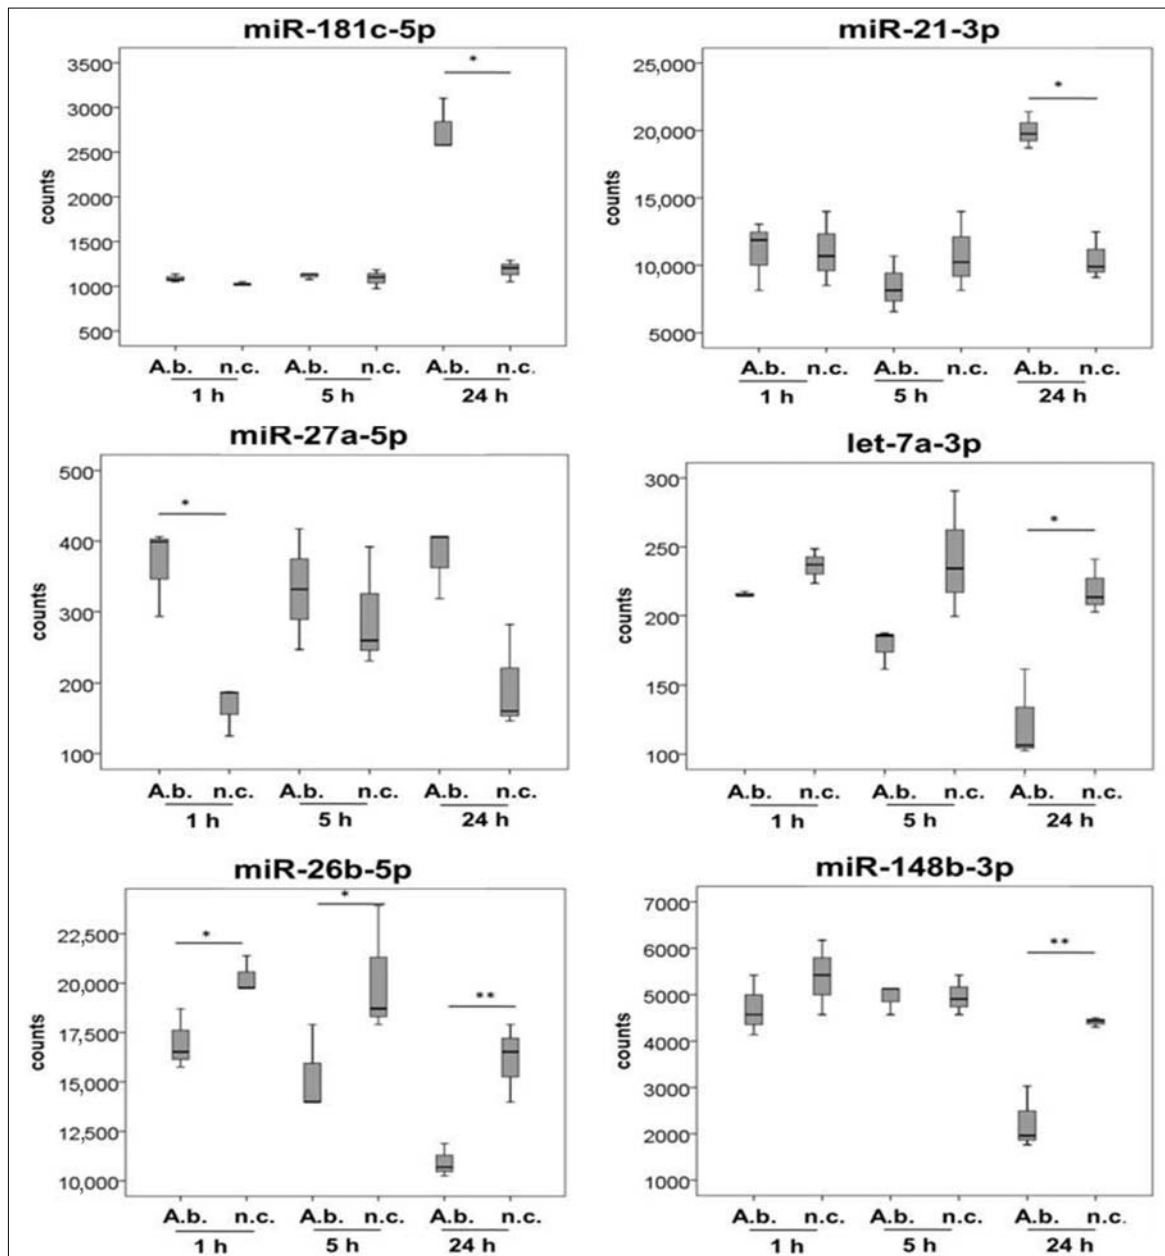 miR-181c-5p
3500
3000
2500
2000
1500
1000
500
counts
*
A.b. n.c. A.b. n.c. A.b. n.c.
1 h 5 h 24 h
miR-21-3p
25,000
20,000
15,000
10,000
5000
counts
*
A.b. n.c. A.b. n.c. A.b. n.c.
1 h 5 h 24 h
miR-27a-5p
500
400
300
200
100
counts
*
A.b. n.c. A.b. n.c. A.b. n.c.
1 h 5 h 24 h
let-7a-3p
300
250
200
150
100
counts
*
A.b. n.c. A.b. n.c. A.b. n.c.
1 h 5 h 24 h
miR-26b-5p
22,500
20,000
17,500
15,000
12,500
10,000
counts
*
*
**
A.b. n.c. A.b. n.c. A.b. n.c.
1 h 5 h 24 h
miR-148b-3p
7000
6000
5000
4000
3000
2000
1000
counts
**
A.b. n.c. A.b. n.c. A.b. n.c.
1 h 5 h 24 h